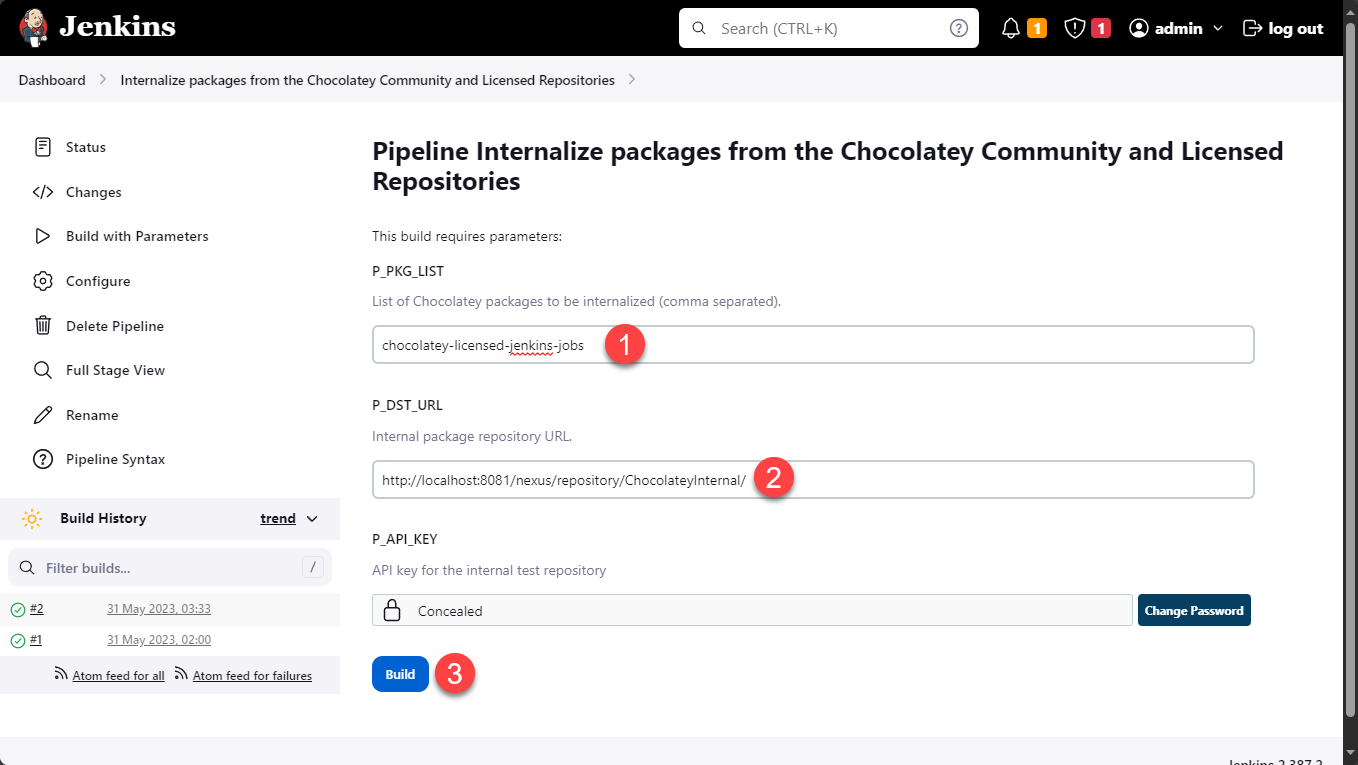 Jenkins
Search (CTRL+K)
1
1
admin
log out
Dashboard
Internalize packages from the Chocolatey Community and Licensed Repositories
Status
Changes
Build with Parameters
Configure
Delete Pipeline
Full Stage View
Rename
Pipeline Syntax
Build History
trend
Filter builds...
/
#2
31 May 2023, 03:33
#1
31 May 2023, 02:00
Atom feed for all
Atom feed for failures
Pipeline Internalize packages from the Chocolatey Community and Licensed
Repositories
This build requires parameters:
P_PKG_LIST
List of Chocolatey packages to be internalized (comma separated).
chocolatey-licensed-jenkins-jobs
1
P_DST_URL
Internal package repository URL.
http://localhost:8081/nexus/repository/ChocolateyInternal/
2
P_API_KEY
API key for the internal test repository
Concealed
Change Password
Build
3
Jenkins 2.387.2